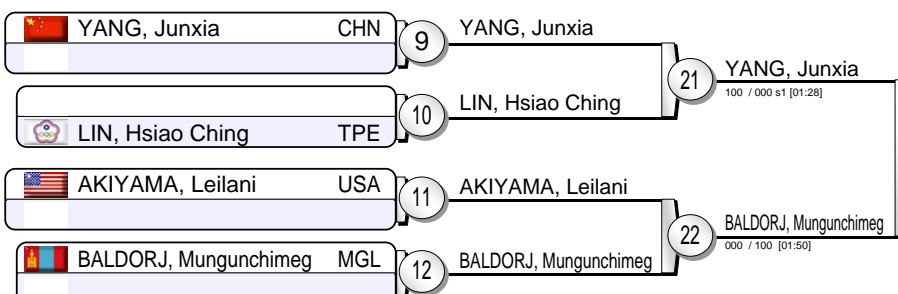 YANG, Junxia CHN
9
YANG, Junxia
21
YANG, Junxia
100 / 000 s1 [01:28]
LIN, Hsiao Ching
10
LIN, Hsiao Ching TPE
AKIYAMA, Leilani USA
11
AKIYAMA, Leilani
22
BALDORJ, Mungunchimeg
000 / 100 [01:50]
BALDORJ, Mungunchimeg MGL
12
BALDORJ, Mungunchimeg